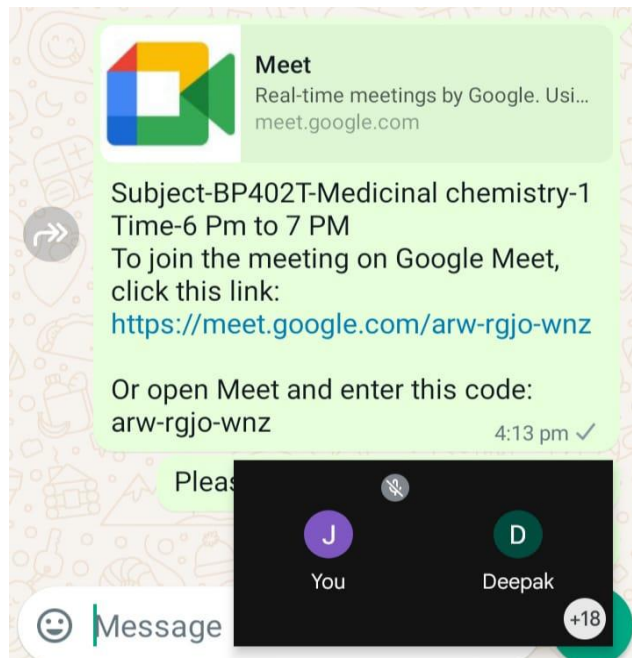 Meet
Real-time meetings by Google. Usi...
meet.google.com
Subject-BP402T-Medicinal chemistry-1
Time-6 Pm to 7 PM
To join the meeting on Google Meet,
click this link:
https://meet.google.com/arw-rgjo-wnz
Or open Meet and enter this code:
arw-rgjo-wnz
4:13 pm
J
D
You
Deepak
+18
Message